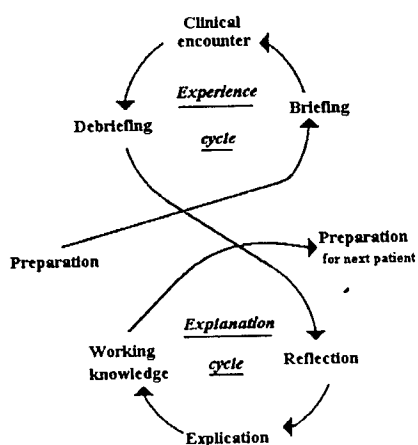 Clinical
encounter
Experience
cycle
Debriefing
Briefing
Preparation
Preparation
for next patient
Explanation
cycle
Working
knowledge
Reflection
Explication